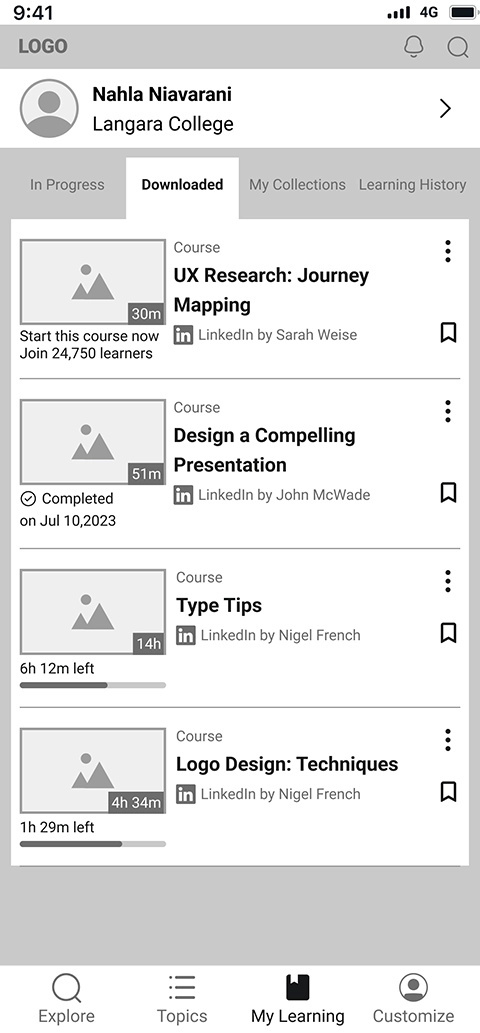 9:41 4G
LOGO
Nahla Niavarani
Langara College
In Progress Downloaded My Collections Learning History
30m
Start this course now
Join 24,750 learners
Course
UX Research: Journey
Mapping
in LinkedIn by Sarah Weise
51m
Completed
on Jul 10,2023
Course
Design a Compelling
Presentation
in LinkedIn by John McWade
14h
6h 12m left
Course
Type Tips
in LinkedIn by Nigel French
4h 34m
1h 29m left
Course
Logo Design: Techniques
in LinkedIn by Nigel French
Explore Topics My Learning Customize